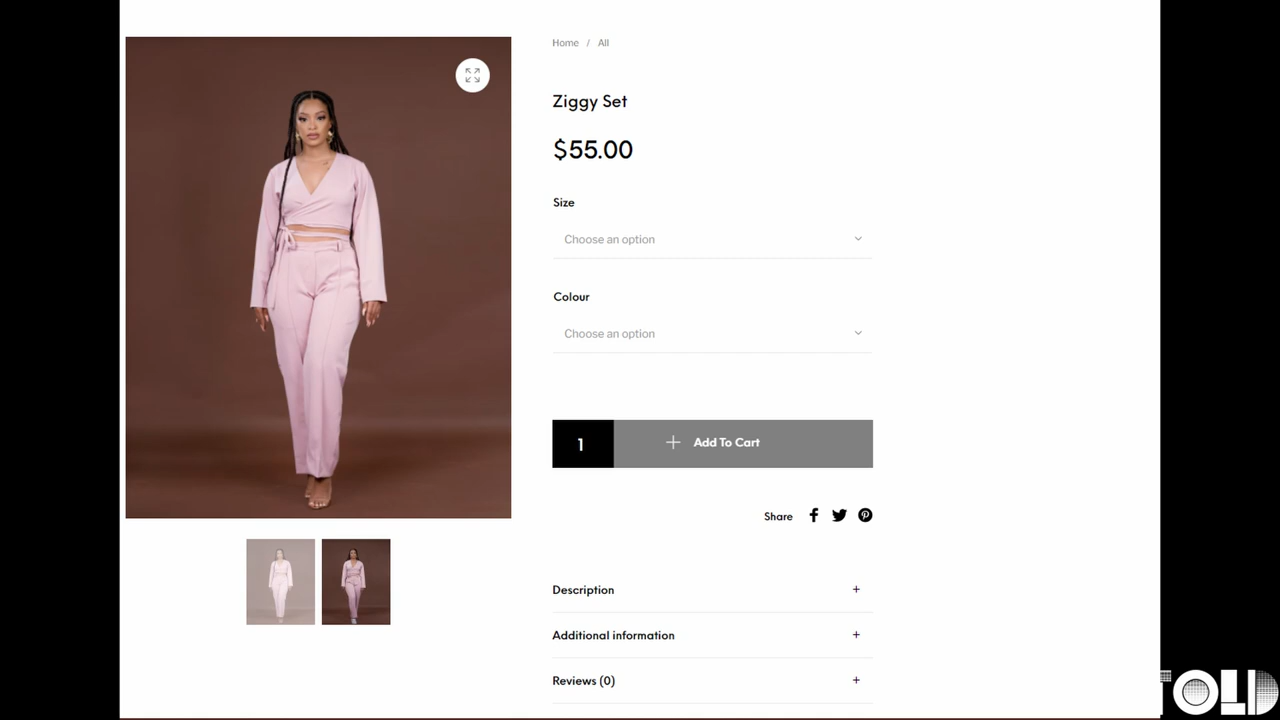 Home / All
Ziggy Set
$55.00
Size
Choose an option
Colour
Choose an option
1 Add To Cart
Share
Description +
Additional information +
Reviews (0) +
TOLD